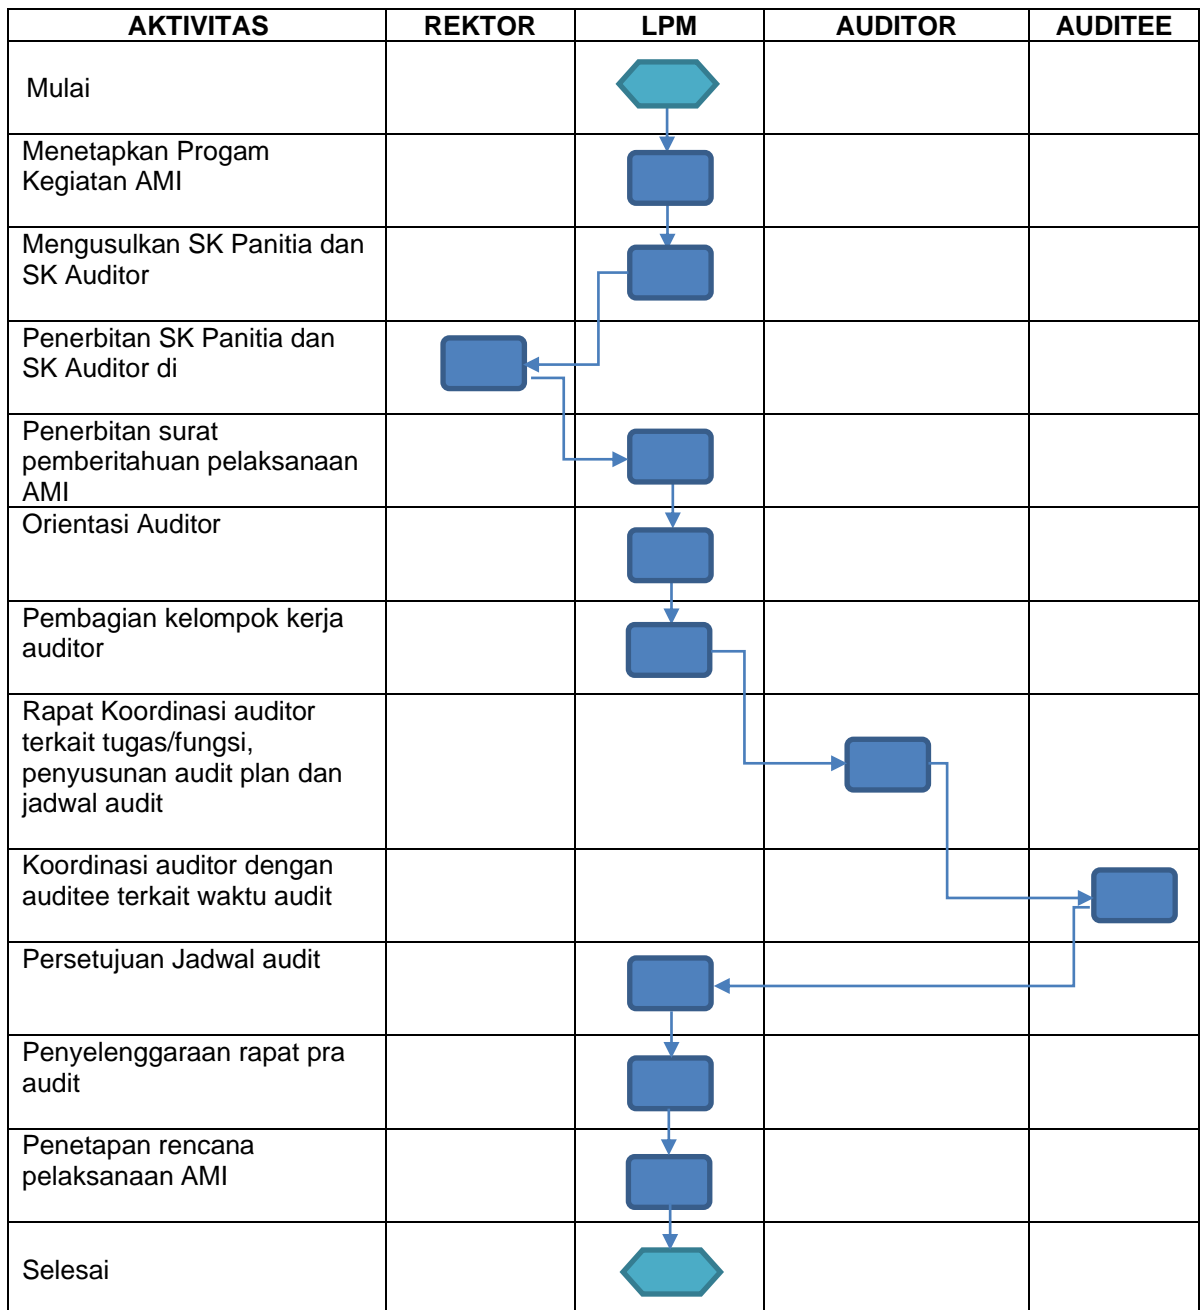 AKTIVITAS REKTOR LPM AUDITOR AUDITEE
Mulai
Menetapkan Progam
Kegiatan AMI
Mengusulkan SK Panitia dan
SK Auditor
Penerbitan SK Panitia dan
SK Auditor di
Penerbitan surat
pemberitahuan pelaksanaan
AMI
Orientasi Auditor
Pembagian kelompok kerja
auditor
Rapat Koordinasi auditor
terkait tugas/fungsi,
penyusunan audit plan dan
jadwal audit
Koordinasi auditor dengan
auditee terkait waktu audit
Persetujuan Jadwal audit
Penyelenggaraan rapat pra
audit
Penetapan rencana
pelaksanaan AMI
Selesai